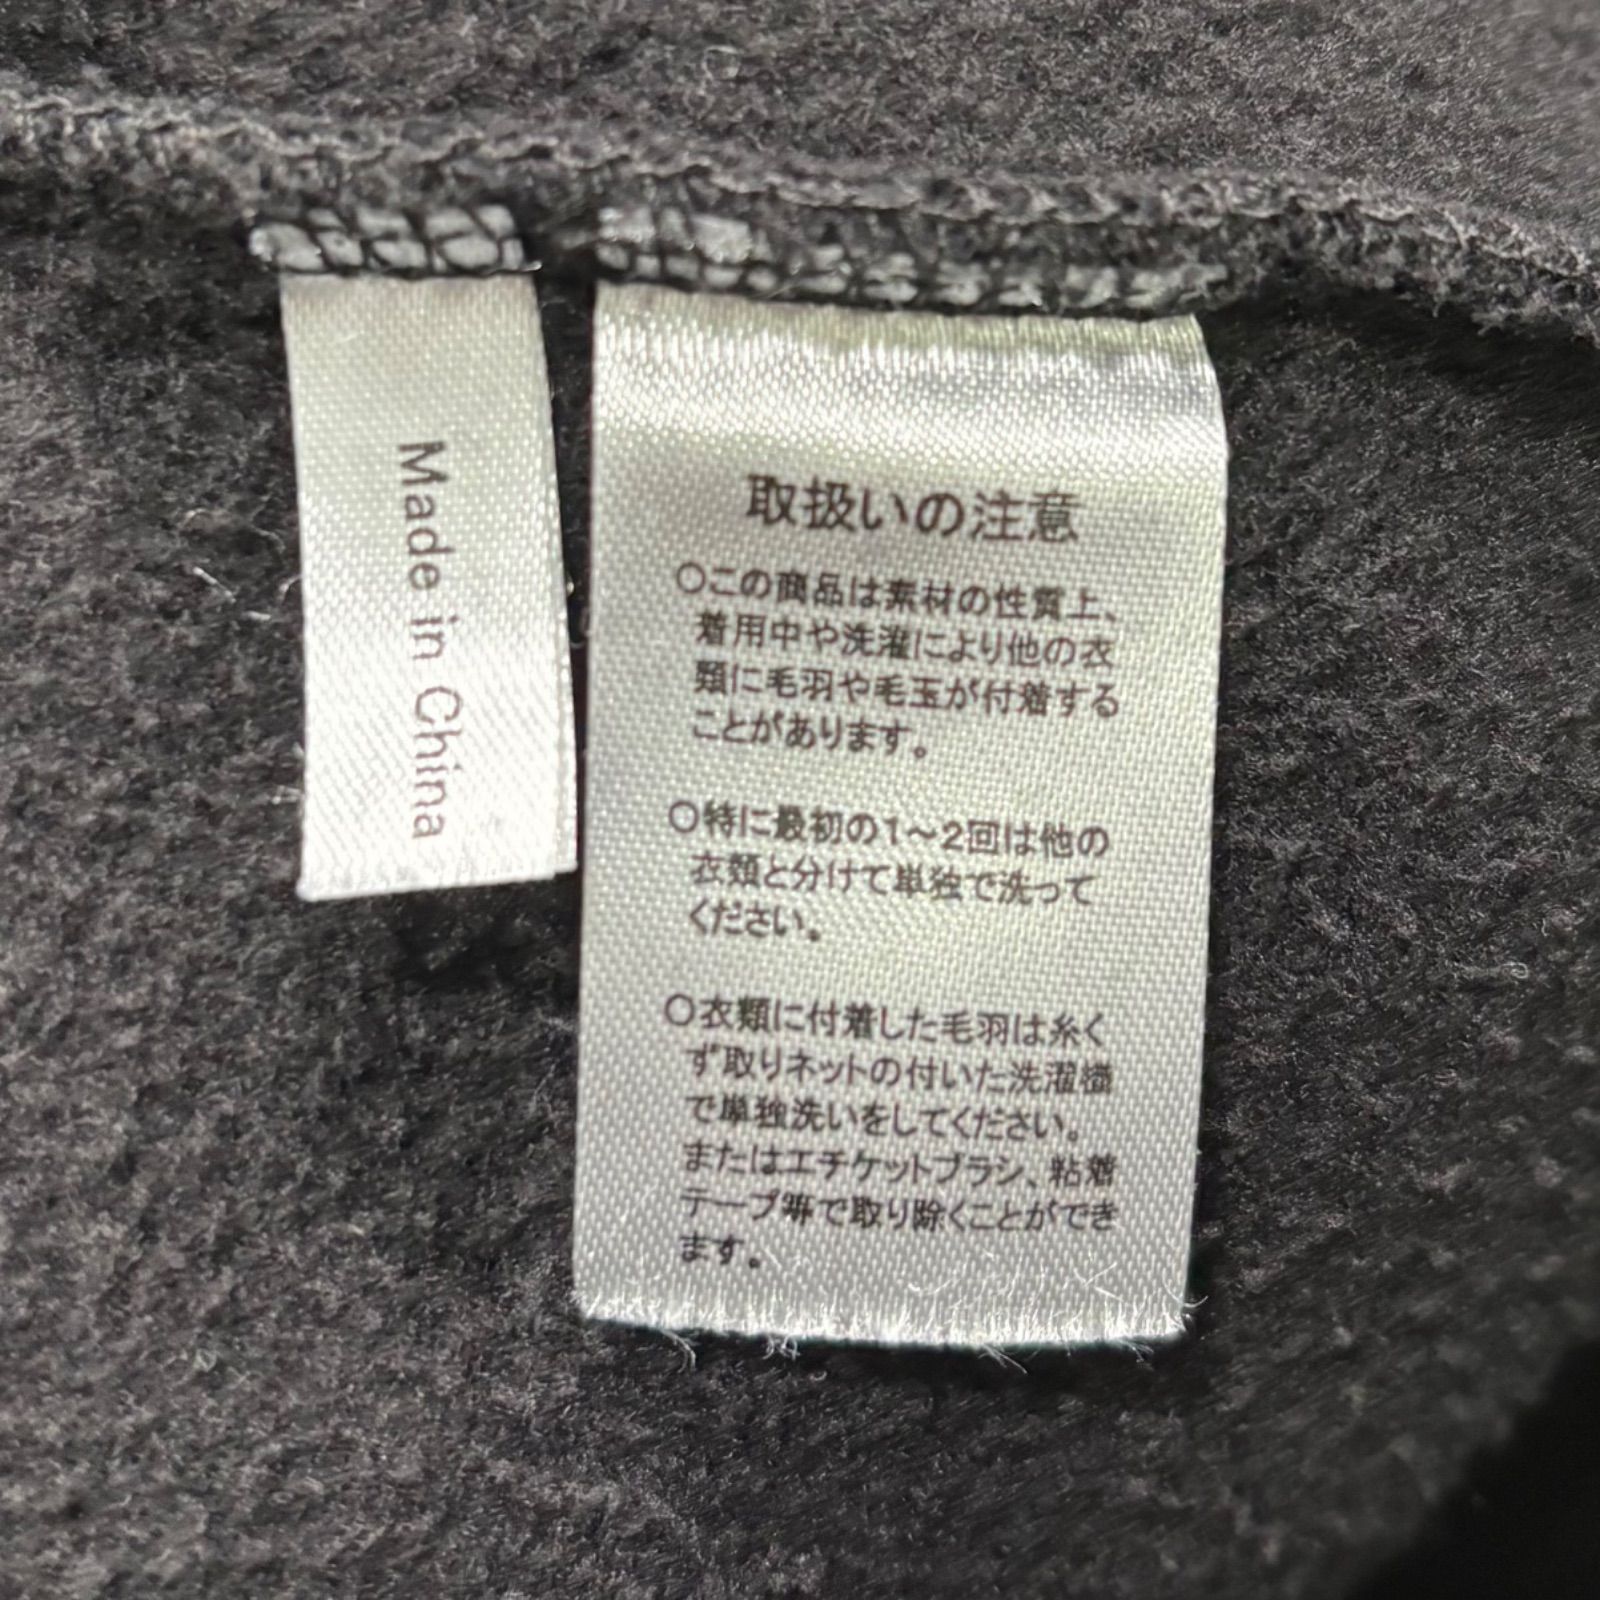 Made in China
取扱いの注意
○この商品は素材の性質上、
着用中や洗濯により他の衣
類に毛羽や毛玉が付着する
ことがあります。
○特に最初の1～2回は他の
衣類と分けて単独で洗って
ください。
○衣類に付着した毛羽は糸く
ず取りネットの付いた洗濯機
で単独洗いをしてください。
またはエチケットブラシ、粘着
テープ等で取り除くことができ
ます。